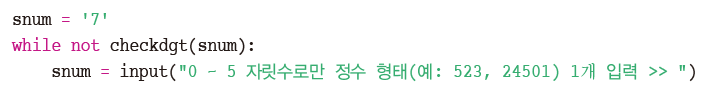 snum = '7'
while not checkdgt(snum):
    snum = input("0 ~ 5 자릿수로만 정수 형태(예: 523, 24501) 1개 입력 >> ")